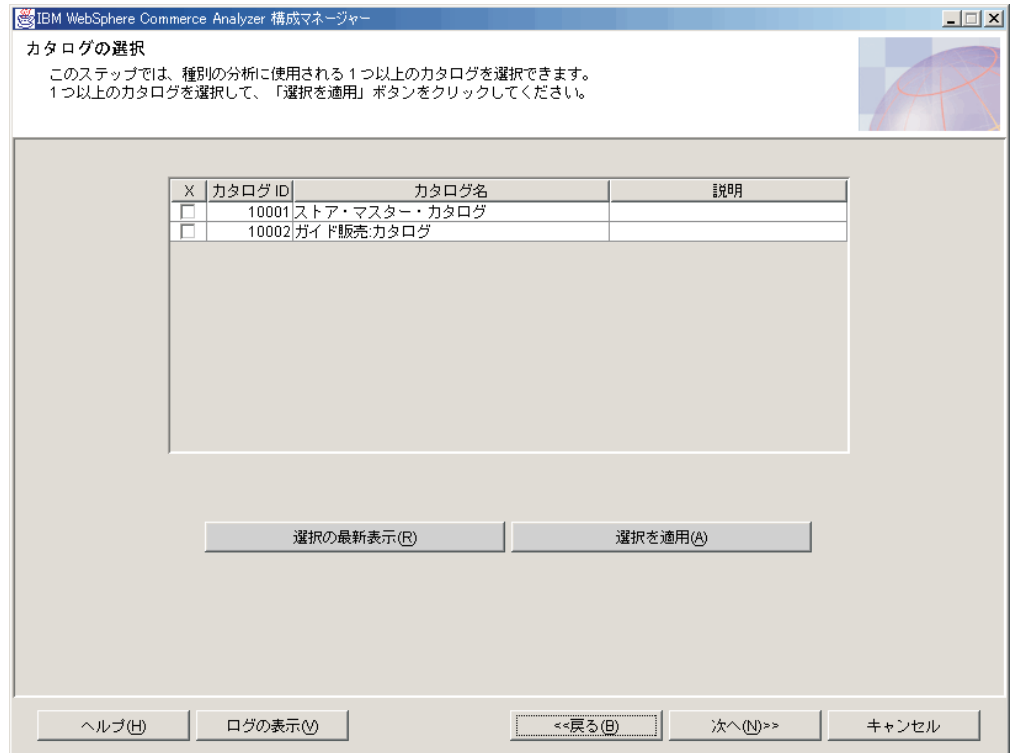 IBM WebSphere Commerce Analyzer 構成マネージャー
カタログの選択
このステップでは、種別の分析に使用される 1 つ以上のカタログを選択できます。
1つ以上のカタログを選択して、「選択を適用」ボタンをクリックしてください。
X カタログ ID カタログ名 説明
10001 ストア・マスター・カタログ
10002 ガイド販売:カタログ
選択の最新表示(R) 選択を適用(A)
ヘルプ(H) ログの表示(V) <<戻る(B) 次へ(N)>> キャンセル